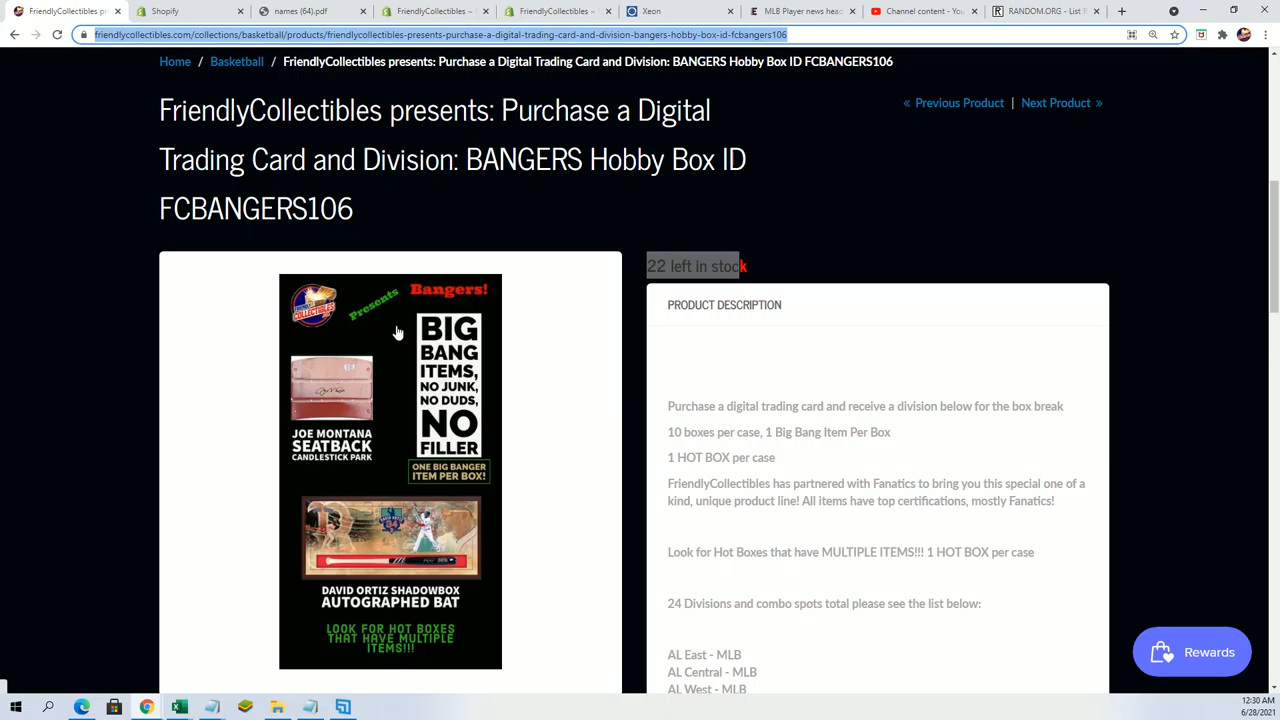 FriendlyCollectibles pr
Shopify
names (64).pdf
FriendlyCollectibles ~
FriendlyCollectibles ~
Xeon
MLB Player news head
Channel content - You
RANDOM.ORG - List R
friendlycollectibles.com/collections/basketball/products/friendlycollectibles-presents-purchase-a-digital-trading-card-and-division-bangers-hobby-box-id-fcbangers106
Home / Basketball / FriendlyCollectibles presents: Purchase a Digital Trading Card and Division: BANGERS Hobby Box ID FCBANGERS106
« Previous Product | Next Product »
FriendlyCollectibles presents: Purchase a Digital
Trading Card and Division: BANGERS Hobby Box ID
FCBANGERS106
22 left in stock
PRODUCT DESCRIPTION
Purchase a digital trading card and receive a division below for the box break
10 boxes per case, 1 Big Bang Item Per Box
1 HOT BOX per case
FriendlyCollectibles has partnered with Fanatics to bring you this special one of a
kind, unique product line! All items have top certifications, mostly Fanatics!
Look for Hot Boxes that have MULTIPLE ITEMS!!! 1 HOT BOX per case
24 Divisions and combo spots total please see the list below:
AL East - MLB
AL Central - MLB
AL West - MLB
Presents
Bangers!
BIG
BANG
ITEMS,
NO JUNK,
NO DUDS,
NO
FILLER
ONE BIG BANGER
ITEM PER BOX!
JOE MONTANA
SEATBACK
CANDLESTICK PARK
DAVID ORTIZ SHADOWBOX
AUTOGRAPHED BAT
LOOK FOR HOT BOXES
THAT HAVE MULTIPLE
ITEMS!!!
Rewards
12:30 AM
6/28/2021